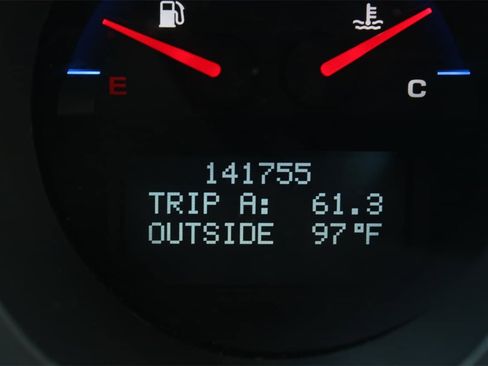 E C
141755
TRIP A: 61.3
OUTSIDE 97°F